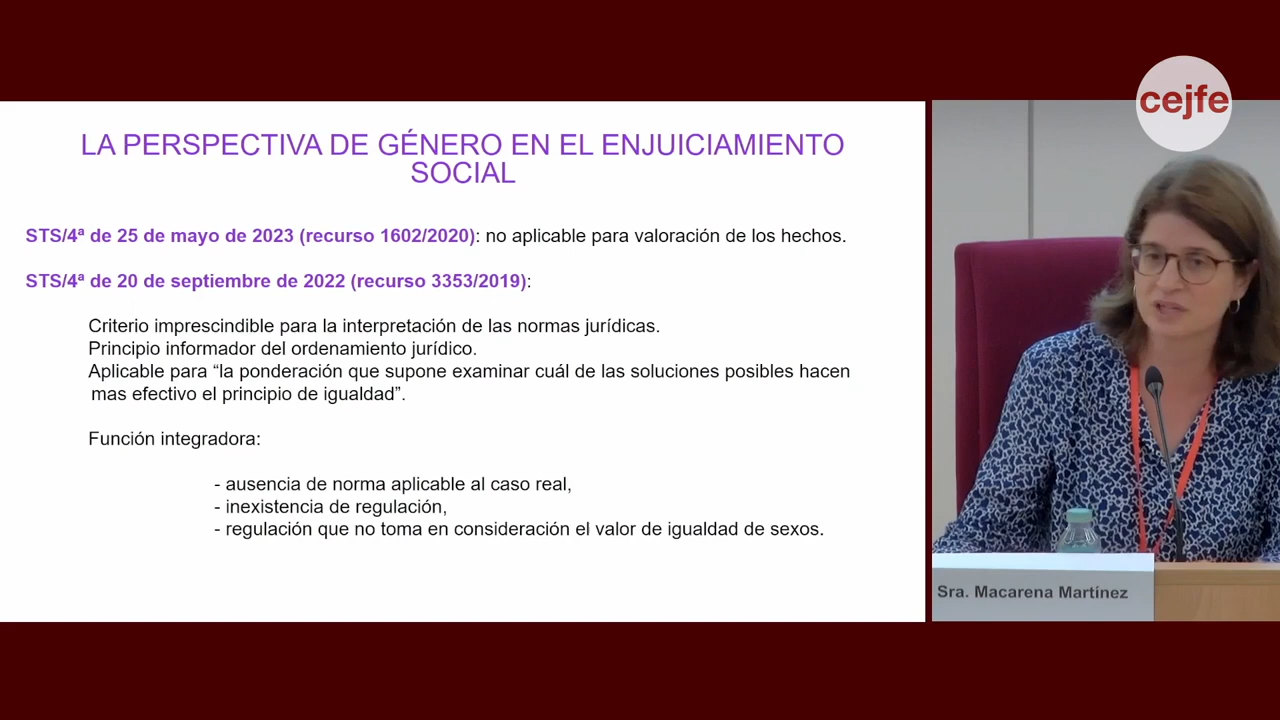 cejfe
LA PERSPECTIVA DE GÉNERO EN EL ENJUICIAMIENTO
SOCIAL
STS/4ª de 25 de mayo de 2023 (recurso 1602/2020): no aplicable para valoración de los hechos.
STS/4ª de 20 de septiembre de 2022 (recurso 3353/2019):
Criterio imprescindible para la interpretación de las normas jurídicas.
Principio informador del ordenamiento jurídico.
Aplicable para “la ponderación que supone examinar cuál de las soluciones posibles hacen
mas efectivo el principio de igualdad”.
Función integradora:
- ausencia de norma aplicable al caso real,
- inexistencia de regulación,
- regulación que no toma en consideración el valor de igualdad de sexos.
Sra. Macarena Martínez